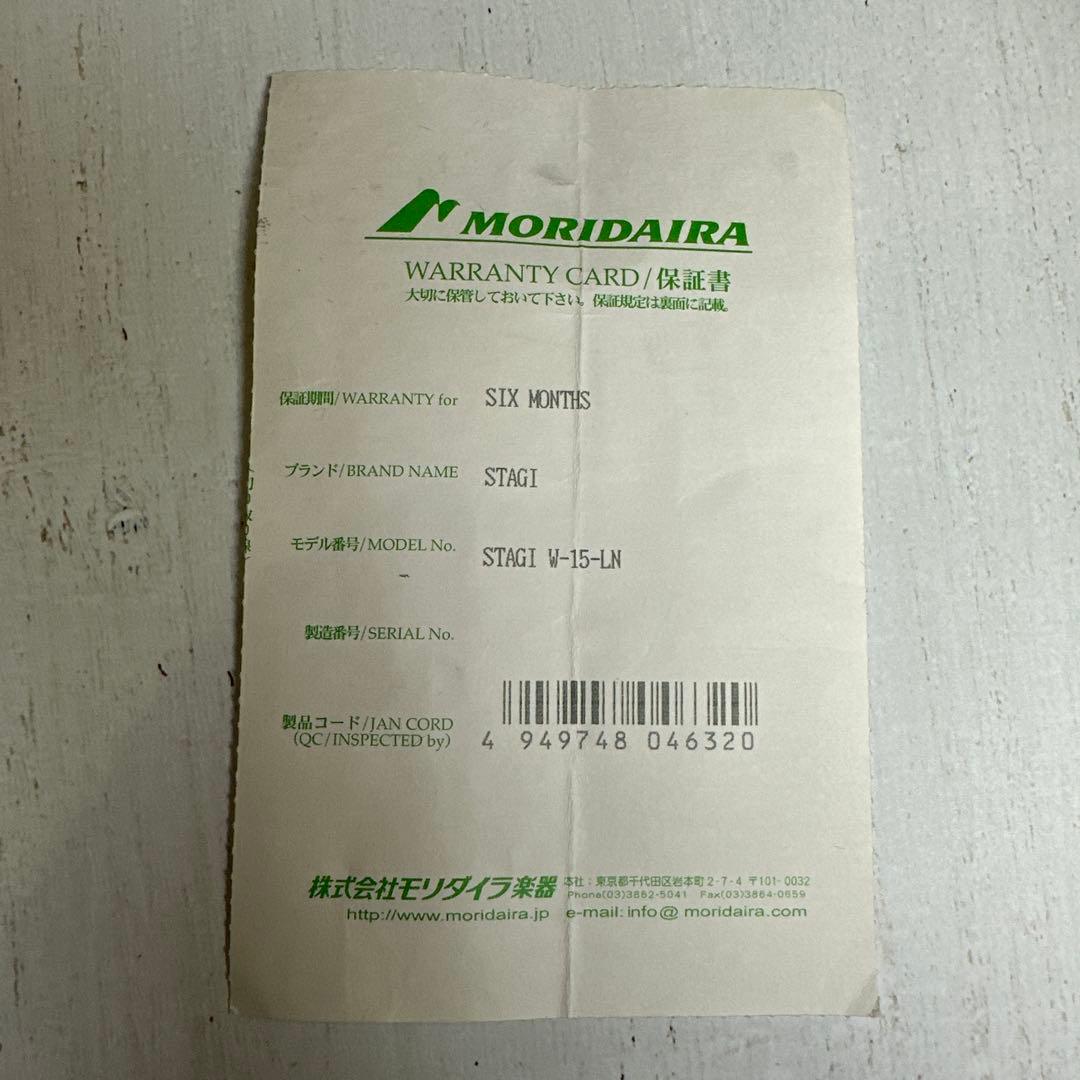 MORIDAIRA
WARRANTY CARD/保証書
大切に保管しておいて下さい。保証規定は裏面に記載。
保証期間/WARRANTY for SIX MONTHS
ブランド/BRAND NAME STAGI
モデル番号/MODEL No. STAGI W-15-LN
製造番号/SERIAL No.
製品コード/JAN CORD
(QC/INSPECTED by)
4 949748 046320
株式会社モリダイラ楽器 本社：東京都千代田区岩本町2-7-4 〒101-0032
Phone(03)3862-5041 Fax(03)3864-0659
http://www.moridaira.jp e-mail: info@ moridaira.com